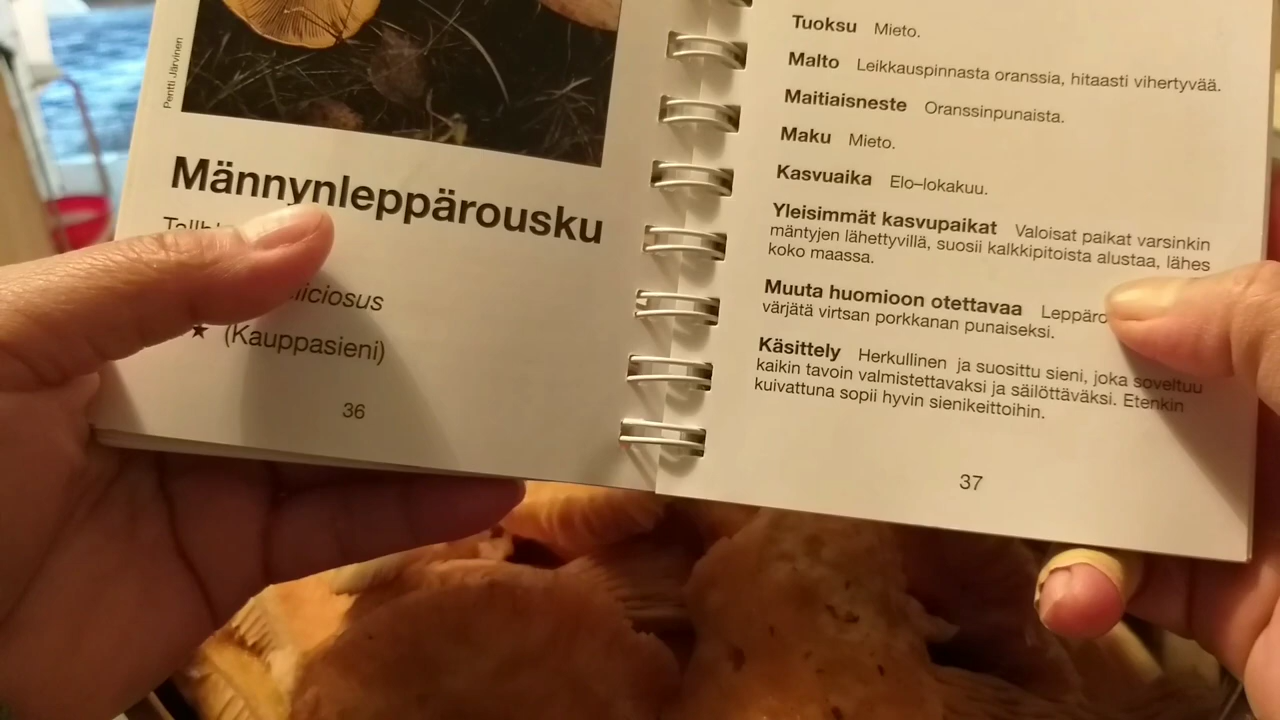 Pentti Järvinen
Männynleppärousku
(Kauppasieni)
36
Tuoksu Mieto.
Malto Leikkauspinnasta oranssia, hitaasti vihertyvää.
Maitiaisneste Oranssinpunaista.
Maku Mieto.
Kasvuaika Elo–lokakuu.
Yleisimmät kasvupaikat Valoisat paikat varsinkin
mäntyjen lähettyvillä, suosii kalkkipitoista alustaa, lähes
koko maassa.
Muuta huomioon otettavaa
värjätä virtsan porkkanan punaiseksi.
Käsittely Herkullinen ja suosittu sieni, joka soveltuu
kaikin tavoin valmistettavaksi ja säilöttäväksi. Etenkin
kuivattuna sopii hyvin sienikeittoihin.
37